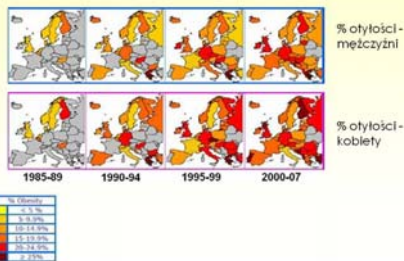 % otyłości -
mężczyźni
% otyłości -
kobiety
1985-89
1990-94
1995-99
2000-07
% Obesity
< 5 %
5-9.9%
10-14.9%
15-19.9%
20-24.9%
≥ 25%